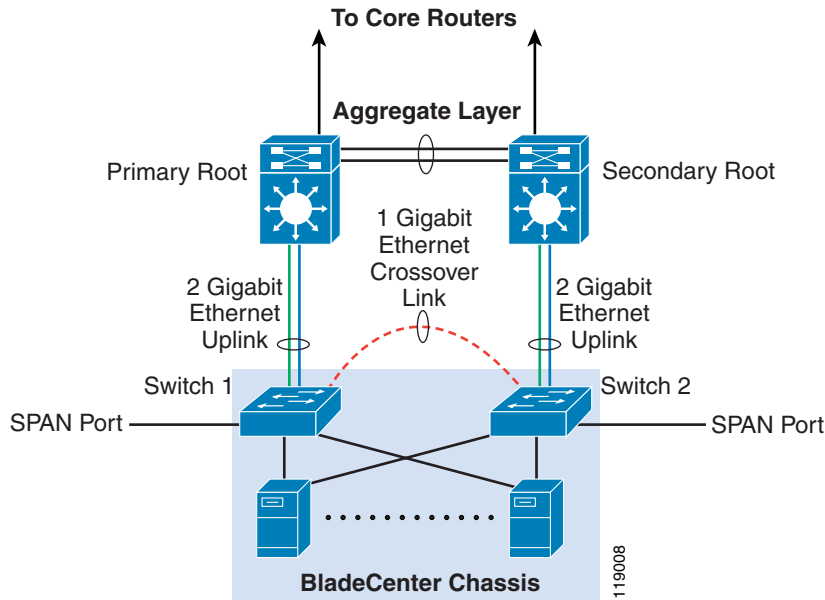 To Core Routers
Aggregate Layer
Primary Root
Secondary Root
1 Gigabit
Ethernet
Crossover
Link
2 Gigabit
Ethernet
Uplink
2 Gigabit
Ethernet
Uplink
Switch 1
Switch 2
SPAN Port
SPAN Port
BladeCenter Chassis
119008